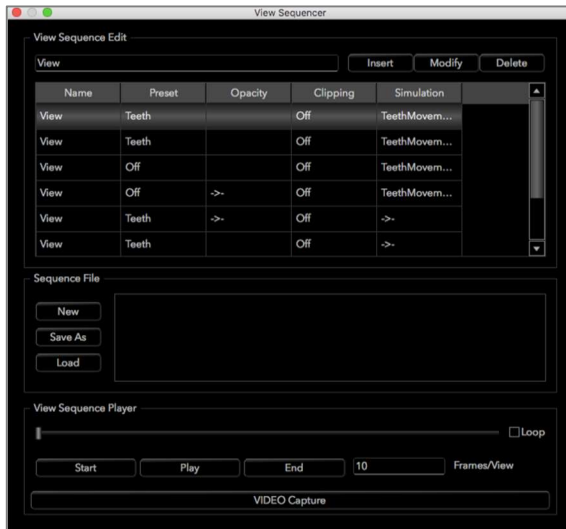 View Sequencer
View Sequence Edit
View Insert Modify Delete
Name Preset Opacity Clipping Simulation
View Teeth Off TeethMovem...
View Teeth Off TeethMovem...
View Off Off TeethMovem...
View Off ->- Off TeethMovem...
View Teeth ->- Off ->-
View Teeth Off ->-
Sequence File
New
Save As
Load
View Sequence Player
Loop
Start Play End 10 Frames/View
VIDEO Capture